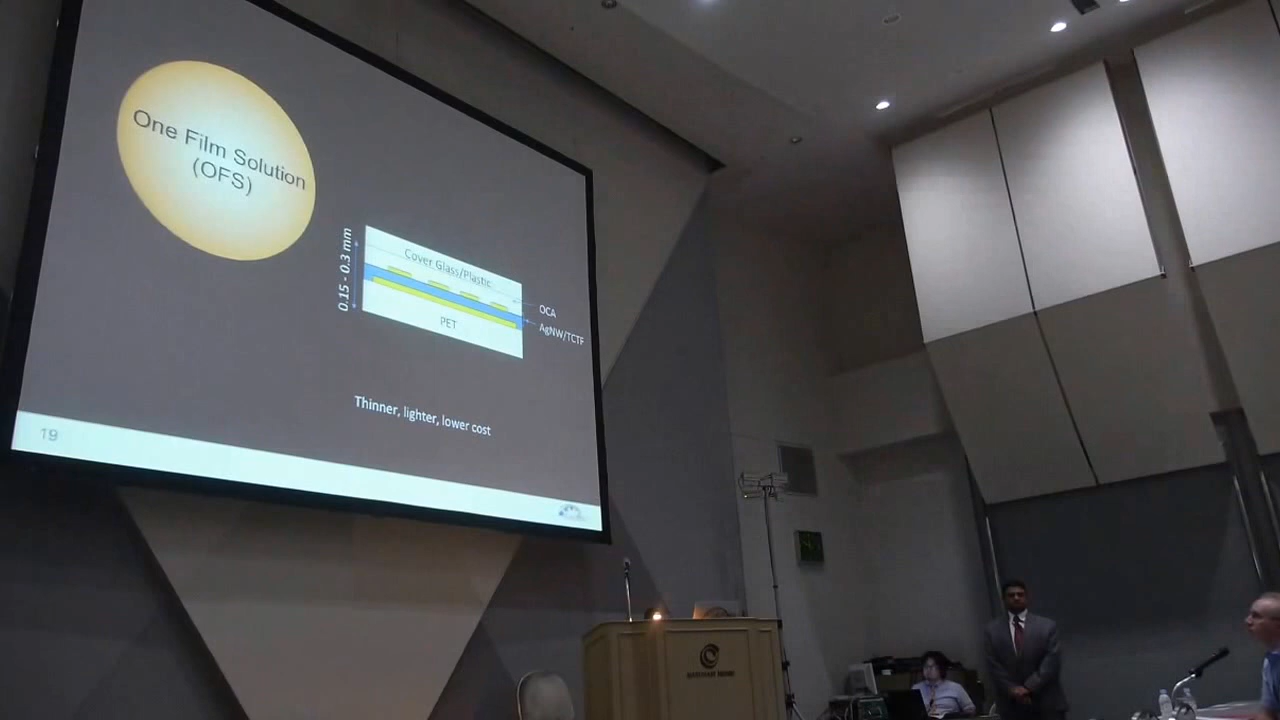 One Film Solution
(OFS)
0.15 - 0.3 mm
Cover Glass/Plastic
OCA
AgNW/TCTF
PET
Thinner, lighter, lower cost
19